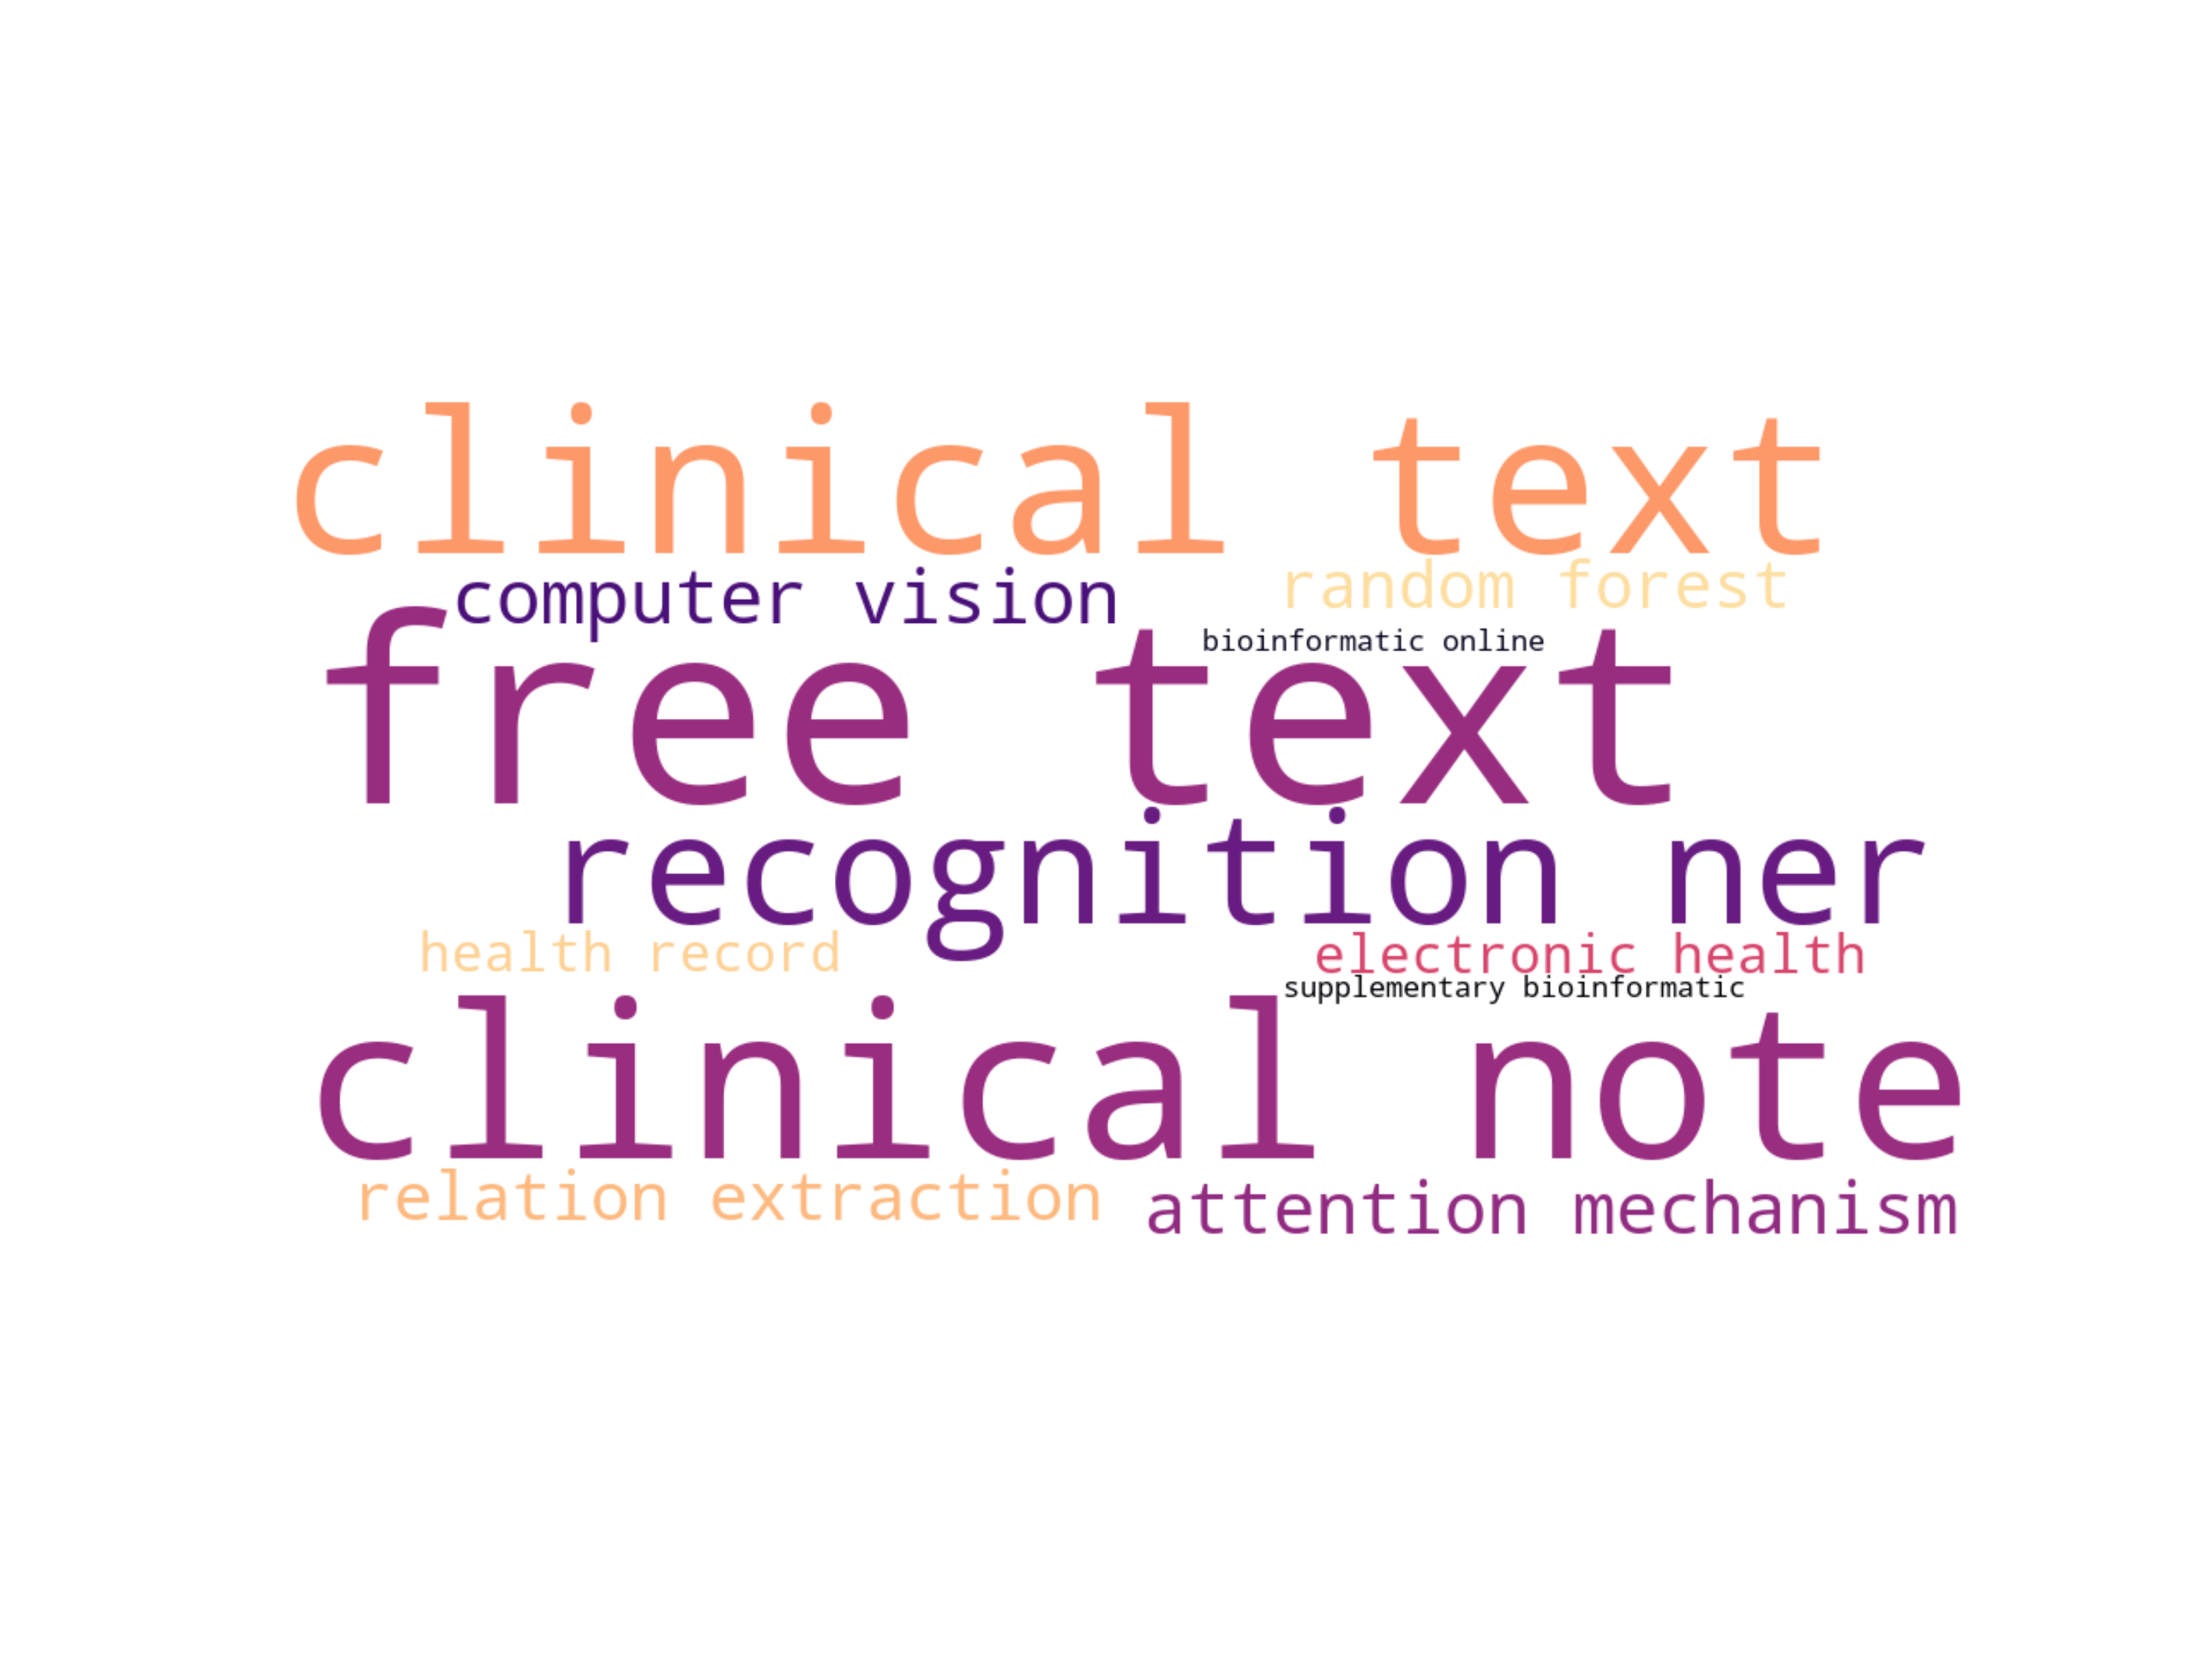 clinical text
computer vision
random forest
bioinformatic online
free text
recognition ner
health record
electronic health
supplementary bioinformatic
clinical note
relation extraction
attention mechanism